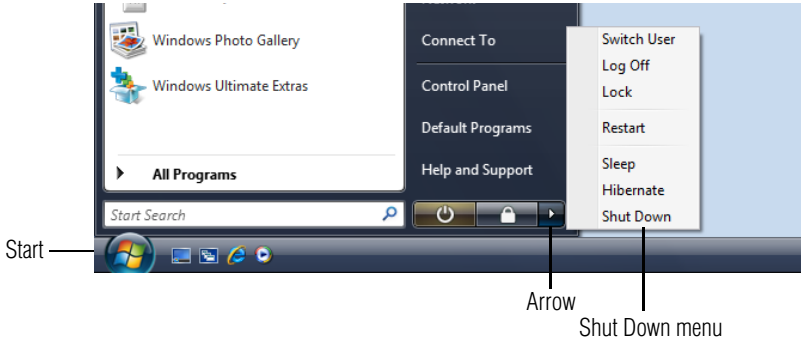 Windows Photo Gallery
Windows Ultimate Extras
All Programs
Start Search
Connect To
Control Panel
Default Programs
Help and Support
Switch User
Log Off
Lock
Restart
Sleep
Hibernate
Shut Down
Start
Arrow
Shut Down menu